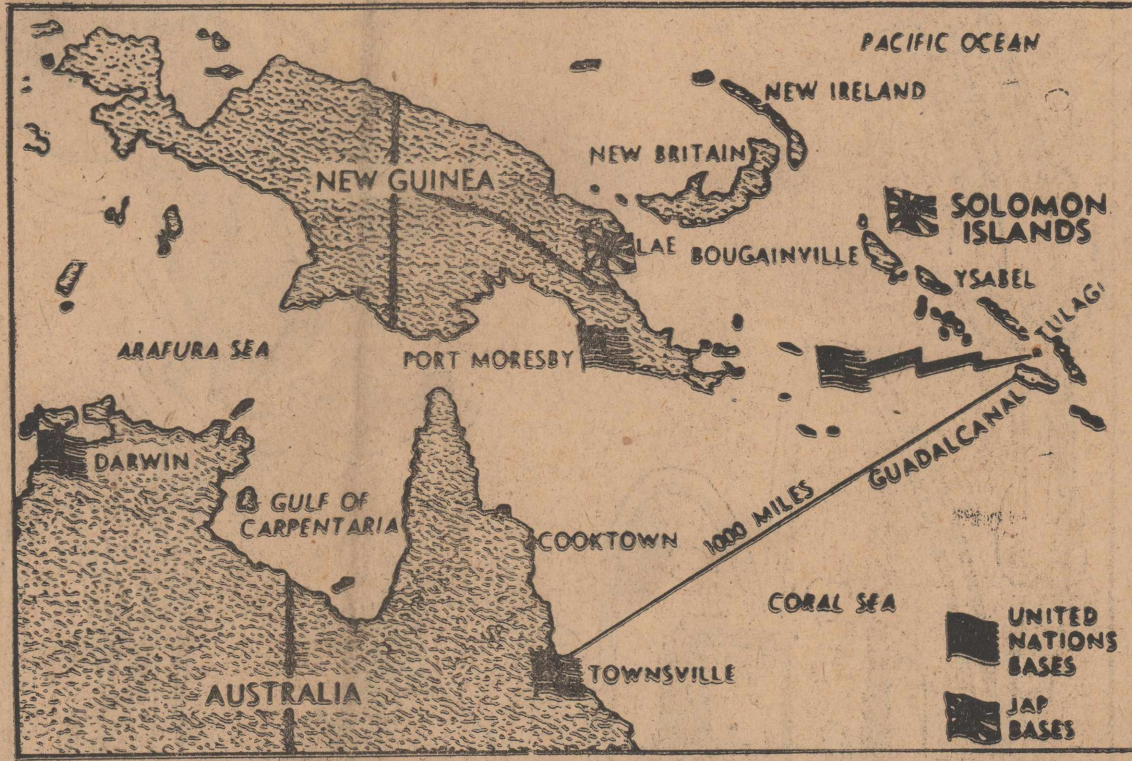 PACIFIC OCEAN
NEW IRELAND
NEW BRITAIN
NEW GUINEA
SOLOMON
ISLANDS
LAE
BOUGAINVILLE
YSABEL
TULAGI
ARAFURA SEA
PORT MORESBY
GUADALCANAL
DARWIN
GULF OF
CARPENTARIA
1000 MILES
COOKTOWN
CORAL SEA
UNITED
NATIONS
BASES
TOWNSVILLE
AUSTRALIA
JAP
BASES